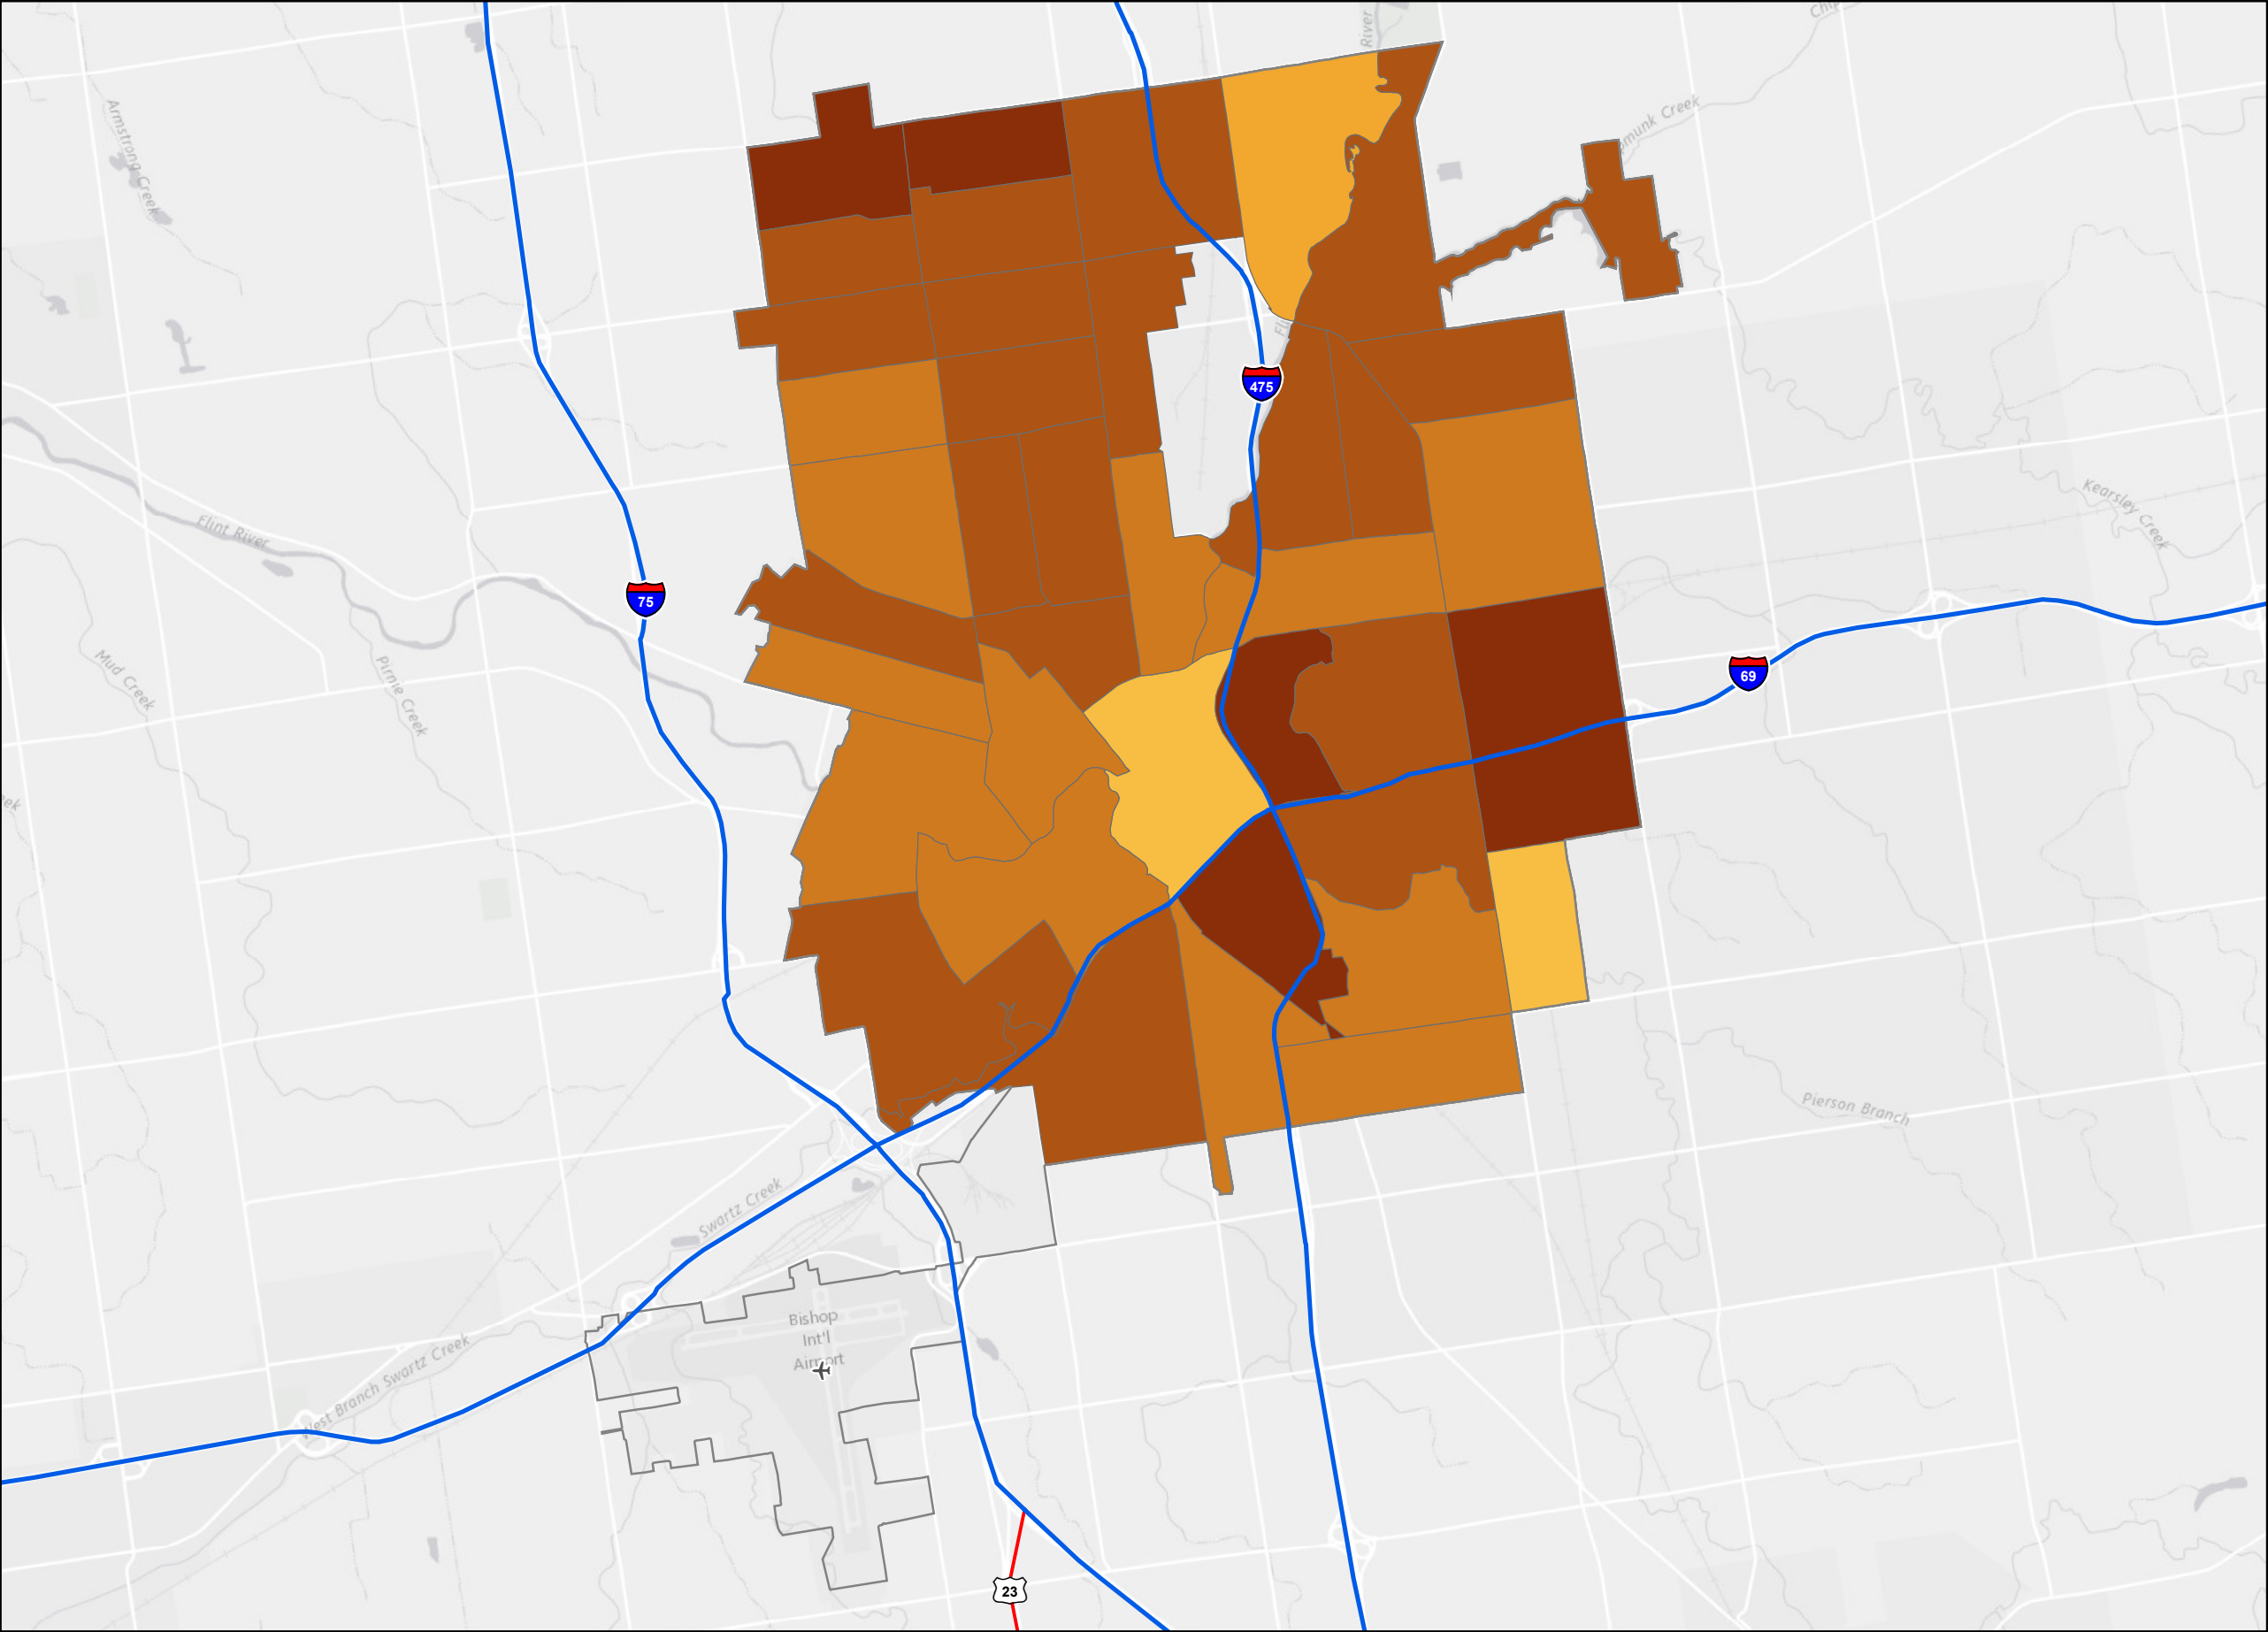 River
Armstrong Creek
Kearsley Creek
475
Flint River
75
Mud Creek
Pirnie Creek
69
Pierson Branch
Swartz Creek
Bishop
Int'l
Airport
West Branch Swartz Creek
23